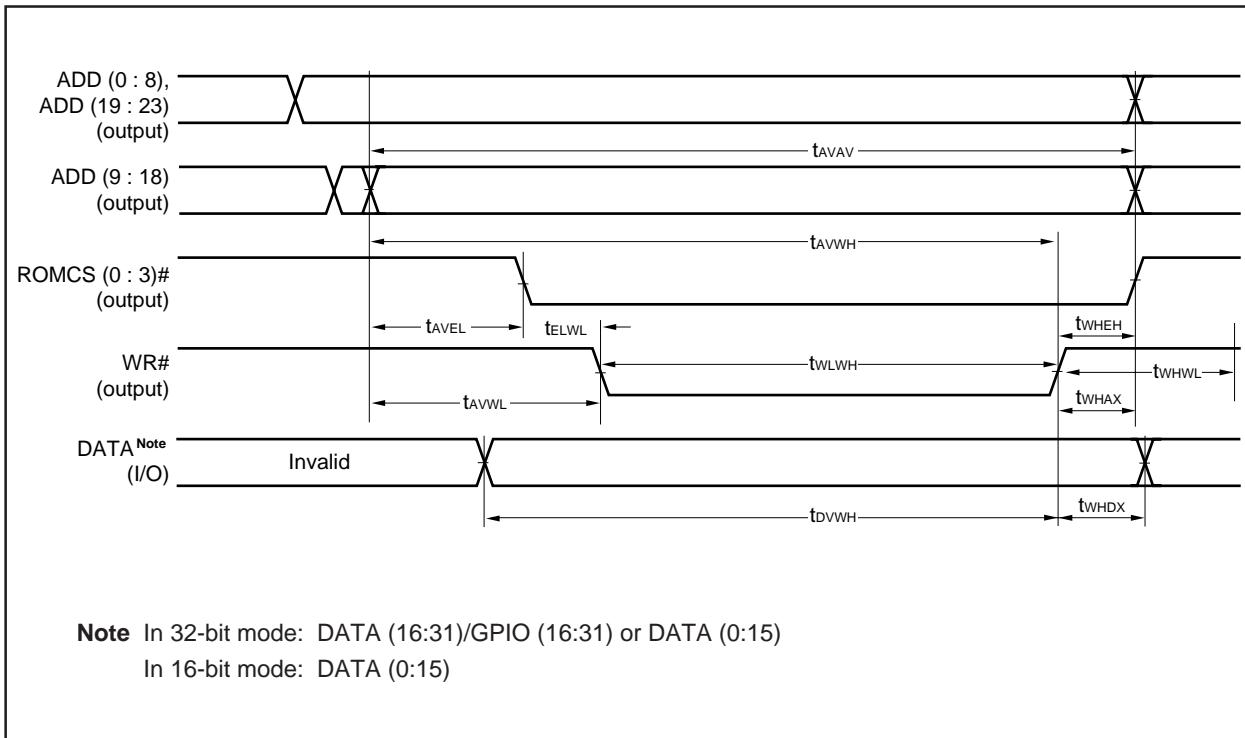 ADD (0 : 8),
ADD (19 : 23)
(output)
tAVAV
ADD (9 : 18)
(output)
tAVWH
ROMCS (0 : 3)#
(output)
tAVEL
tELWL
tWHEH
WR#
(output)
tWLWH
tWHWL
tAVWL
tWHAX
DATA Note
(I/O)
Invalid
tDVWH
tWHDX
Note In 32-bit mode: DATA (16:31)/GPIO (16:31) or DATA (0:15)
In 16-bit mode: DATA (0:15)